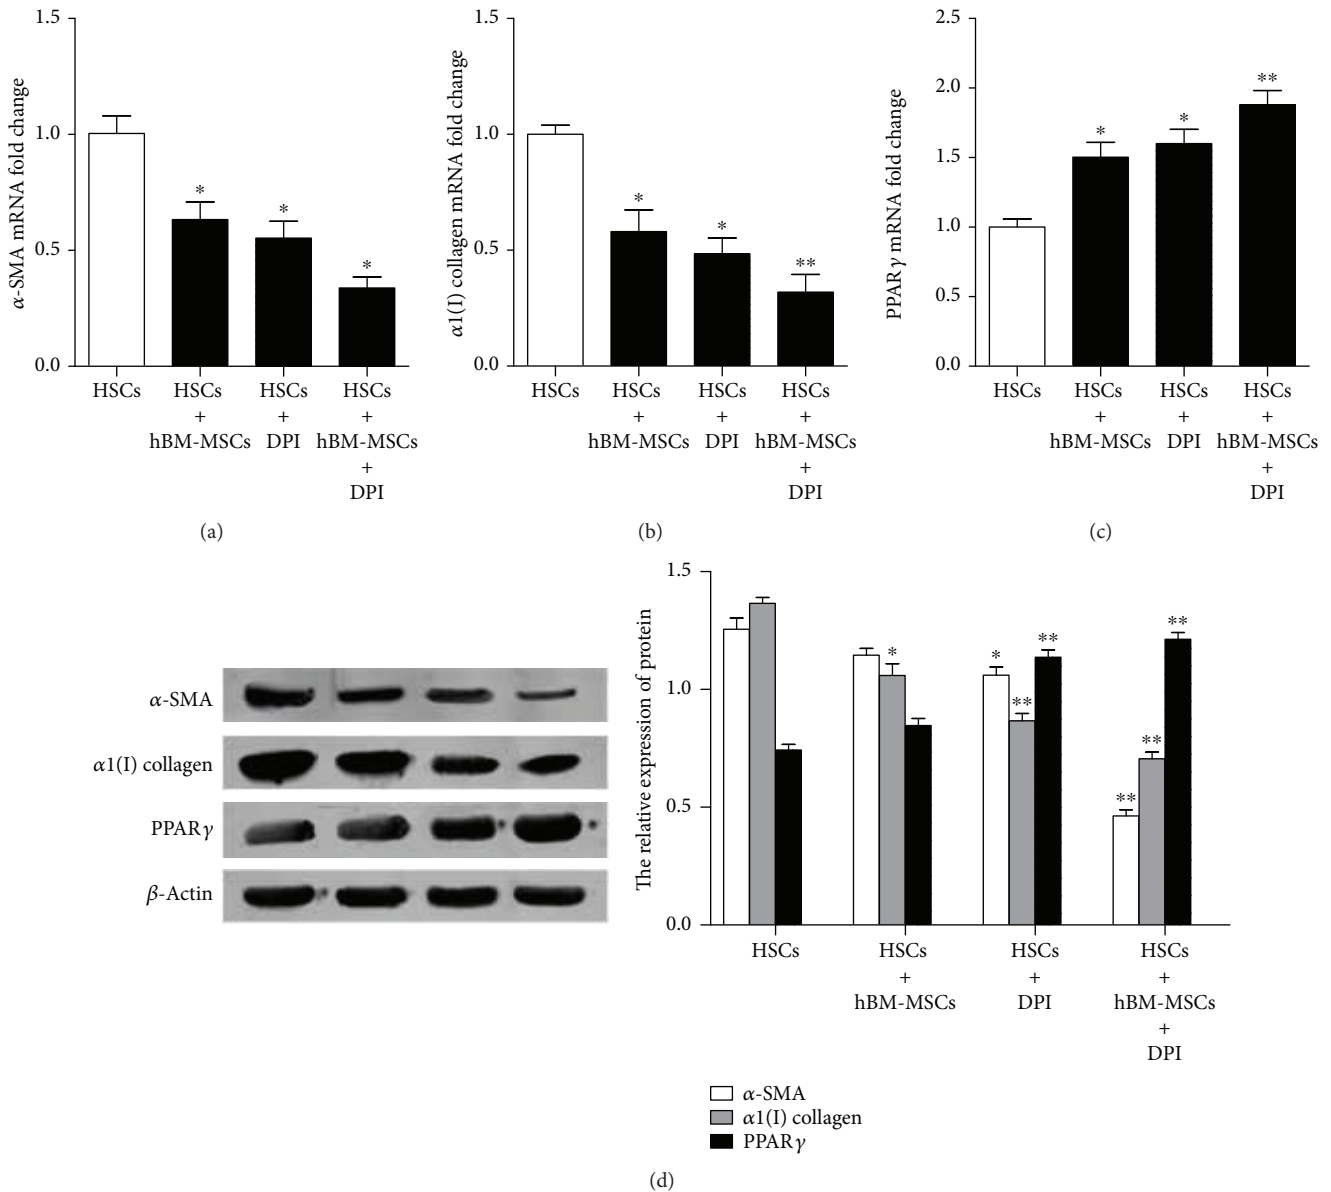 α-SMA mRNA fold change
1.5
1.0
0.5
0.0
* * *
HSCs HSCs HSCs HSCs
+ + +
hBM-MSCs DPI hBM-MSCs
+
DPI
(a)
α1(I) collagen mRNA fold change
1.5
1.0
0.5
0.0
* * **
HSCs HSCs HSCs HSCs
+ + +
hBM-MSCs DPI hBM-MSCs
+
DPI
(b)
PPARγ mRNA fold change
2.5
2.0
1.5
1.0
0.5
0.0
* * **
HSCs HSCs HSCs HSCs
+ + +
hBM-MSCs DPI hBM-MSCs
+
DPI
(c)
α-SMA
α1(I) collagen
PPARγ
β-Actin
The relative expression of protein
1.5
1.0
0.5
0.0
* * ** ** ** ** **
HSCs HSCs HSCs HSCs
+ + +
hBM-MSCs DPI hBM-MSCs
+
DPI
α-SMA
α1(I) collagen
PPARγ
(d)